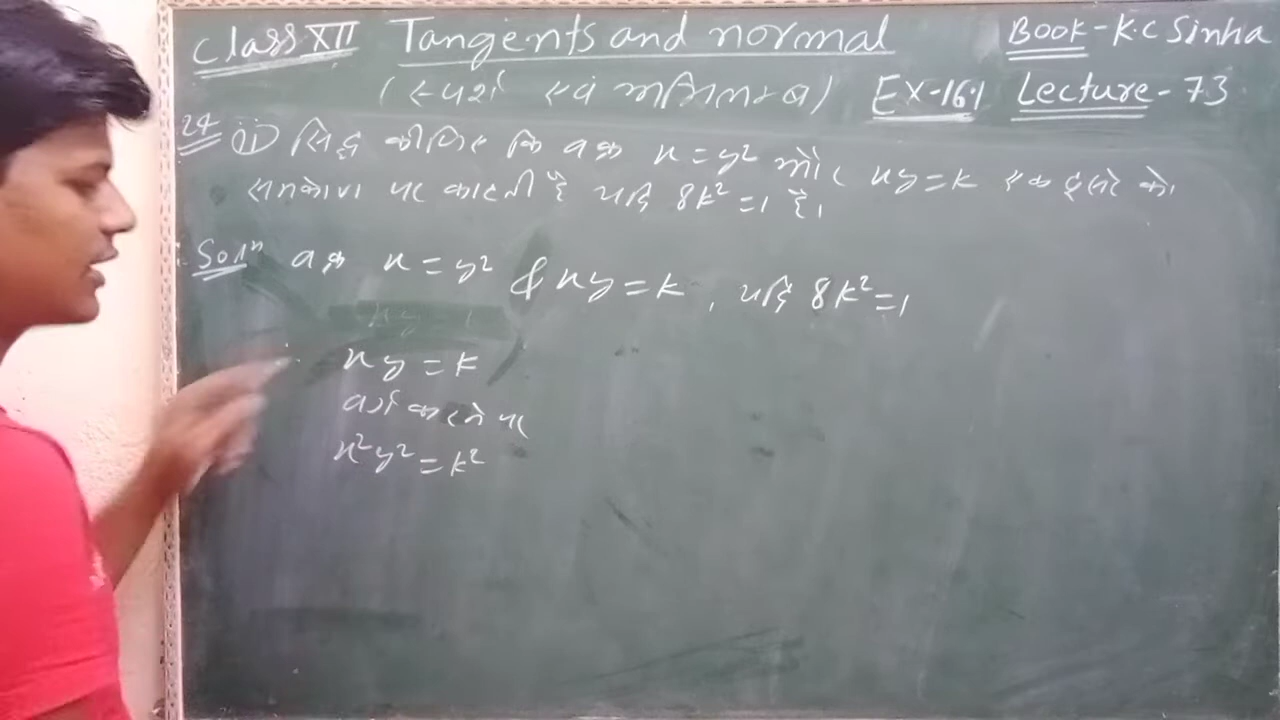 Class XII Tangents and normal Book - K.C Sinha
(स्पर्श एवं अभिलम्ब) EX-16.1 Lecture - 73
24 (ii) सिद्ध कीजिए कि वक्र x = y² और xy = k एक दूसरे को
समकोण पर काटती हैं यदि 8k² = 1 है।
Solⁿ वक्र x = y² & xy = k, यदि 8k² = 1
∴ xy = k
वर्ग करने पर
x²y² = k²